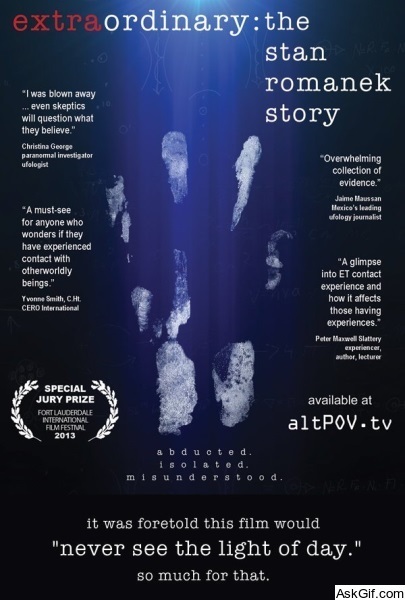 extraordinary:the
stan
romanek
story
"I was blown away
... even skeptics
will question what
they believe."
Christina George
paranormal investigator
ufologist
"Overwhelming
collection of
evidence."
Jaime Maussan
Mexico's leading
ufology journalist
"A must-see
for anyone who
wonders if they
have experienced
contact with
otherworldly
beings."
Yvonne Smith, C.Ht.
CERO International
"A glimpse
into ET contact
experience and
how it affects
those having
experiences."
Peter Maxwell Slattery
experiencer,
author, lecturer
SPECIAL
JURY PRIZE
FORT LAUDERDALE
INTERNATIONAL
FILM FESTIVAL
2013
available at
altPOV.tv
abducted.
isolated.
misunderstood.
it was foretold this film would
"never see the light of day."
so much for that.
AskGif.com